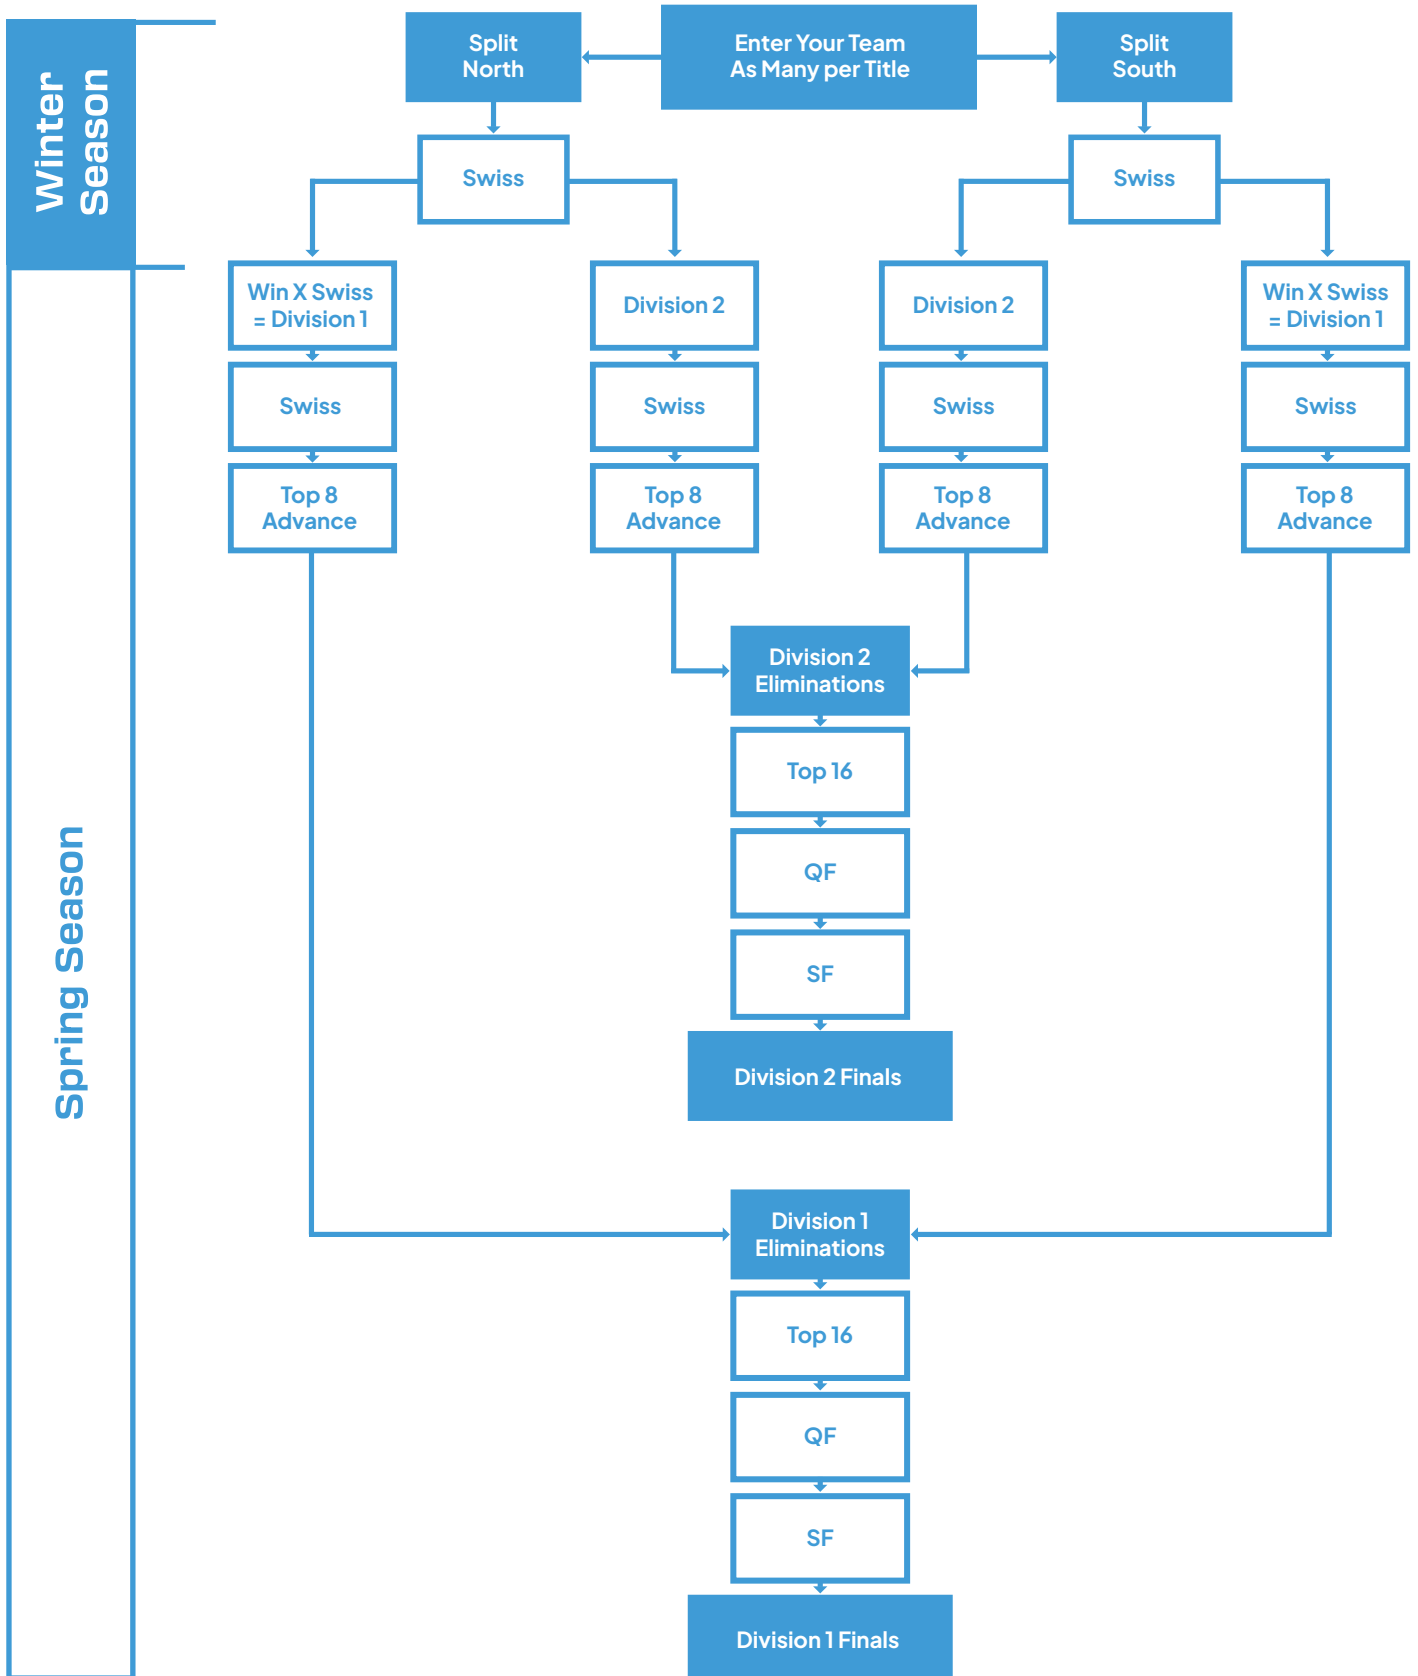 Winter
Season
Split
North
Enter Your Team
As Many per Title
Split
South
Swiss
Swiss
Win X Swiss
= Division 1
Division 2
Division 2
Win X Swiss
= Division 1
Swiss
Swiss
Swiss
Swiss
Top 8
Advance
Top 8
Advance
Top 8
Advance
Top 8
Advance
Spring Season
Division 2
Eliminations
Top 16
QF
SF
Division 2 Finals
Division 1
Eliminations
Top 16
QF
SF
Division 1 Finals